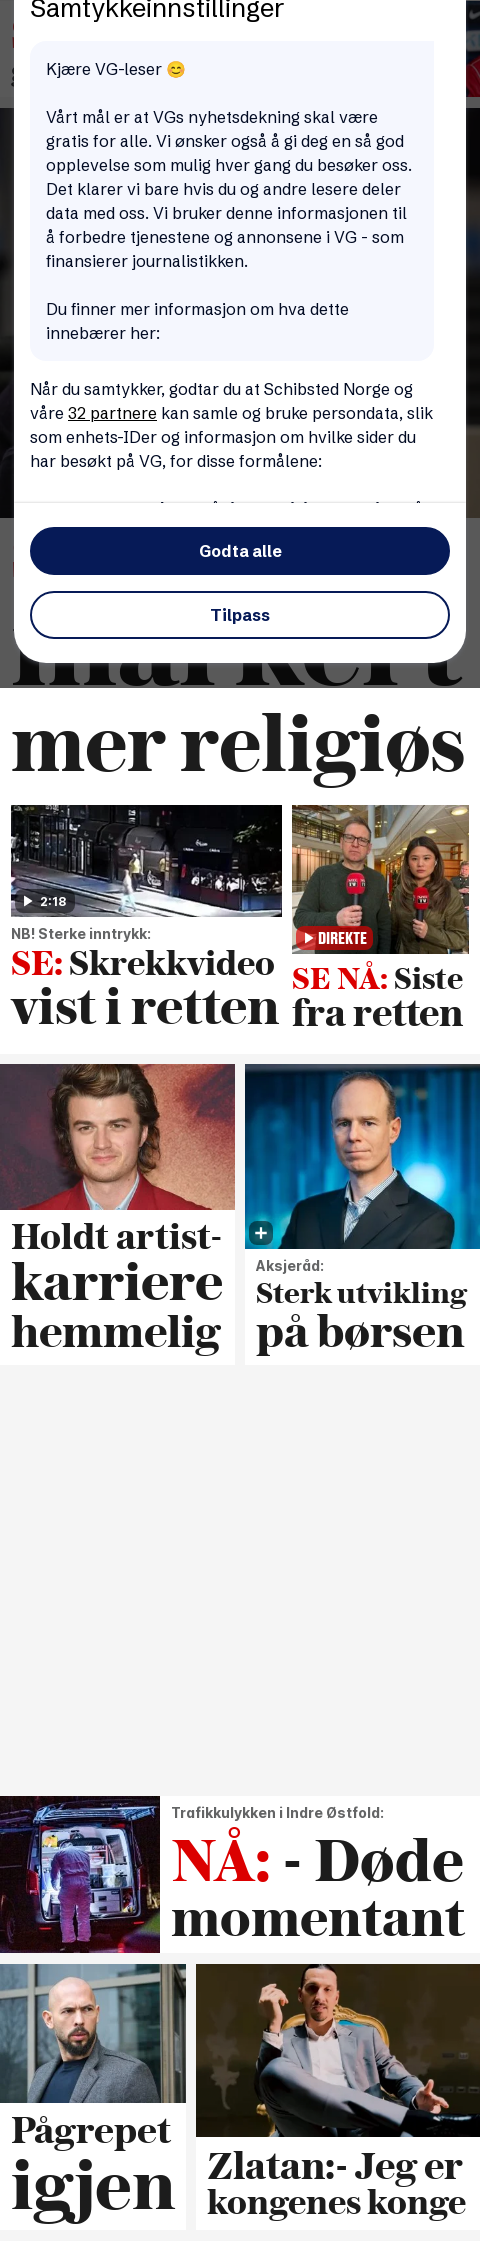 Samtykkeinnstillinger
Kjære VG-leser 😊
Vårt mål er at VGs nyhetsdekning skal være
gratis for alle. Vi ønsker også å gi deg en så god
opplevelse som mulig hver gang du besøker oss.
Det klarer vi bare hvis du og andre lesere deler
data med oss. Vi bruker denne informasjonen til
å forbedre tjenestene og annonsene i VG - som
finansierer journalistikken.
Du finner mer informasjon om hva dette
innebærer her:
Når du samtykker, godtar du at Schibsted Norge og
våre 32 partnere kan samle og bruke persondata, slik
som enhets-IDer og informasjon om hvilke sider du
har besøkt på VG, for disse formålene:
Godta alle
Tilpass
markert
mer religiøs
2:18
NB! Sterke inntrykk:
SE: Skrekkvideo
vist i retten
DIREKTE
SE NÅ: Siste
fra retten
Holdt artist-
karriere
hemmelig
Aksjeråd:
Sterk utvikling
på børsen
Trafikkulykken i Indre Østfold:
NÅ: - Døde
momentant
Pågrepet
igjen
Zlatan:- Jeg er
kongenes konge